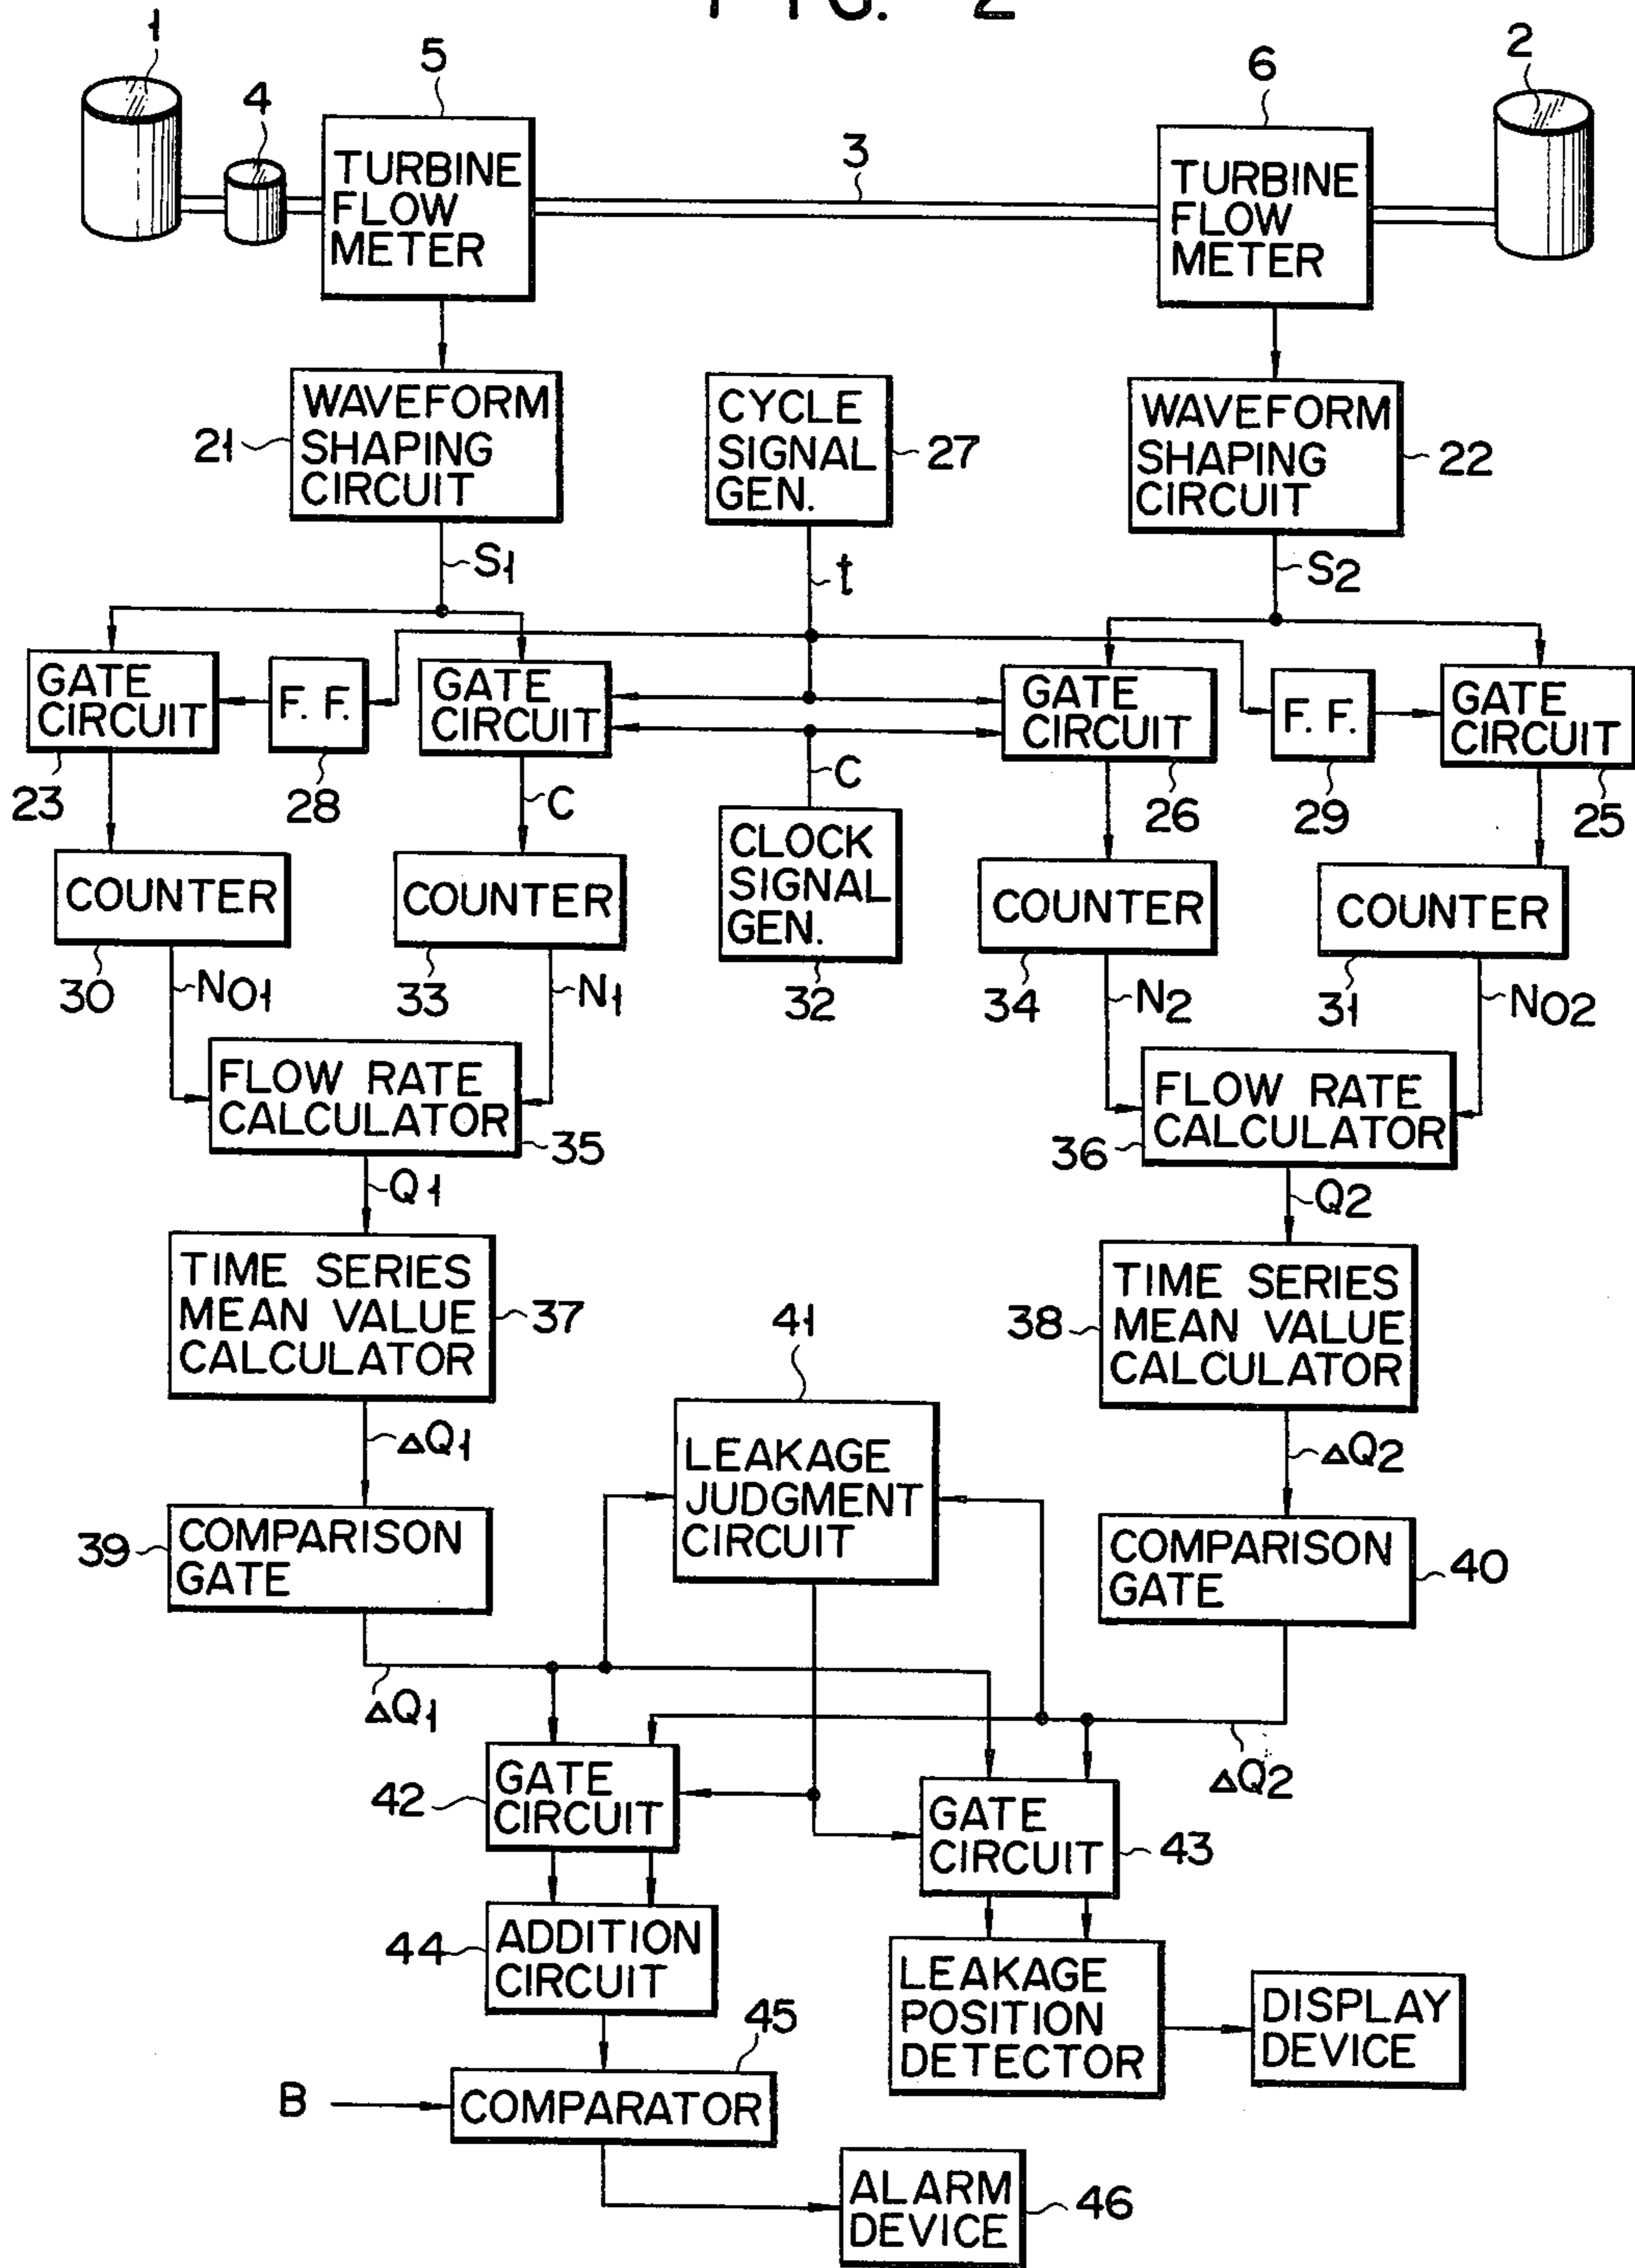 FIG. 2
1
5
6
2
4
3
TURBINE
FLOW
METER
TURBINE
FLOW
METER
21
WAVEFORM
SHAPING
CIRCUIT
CYCLE
SIGNAL
GEN.
27
WAVEFORM
SHAPING
CIRCUIT
22
S1
t
S2
GATE
CIRCUIT
F. F.
GATE
CIRCUIT
GATE
CIRCUIT
F. F.
GATE
CIRCUIT
23
28
C
C
26
29
25
COUNTER
COUNTER
CLOCK
SIGNAL
GEN.
COUNTER
COUNTER
30
N01
33
N1
32
34
N2
31
N02
FLOW RATE
CALCULATOR
35
FLOW RATE
CALCULATOR
36
Q1
Q2
TIME SERIES
MEAN VALUE
CALCULATOR
37
41
38
TIME SERIES
MEAN VALUE
CALCULATOR
ΔQ1
ΔQ2
LEAKAGE
JUDGMENT
CIRCUIT
39
COMPARISON
GATE
COMPARISON
GATE
40
ΔQ1
ΔQ2
42
GATE
CIRCUIT
GATE
CIRCUIT
43
44
ADDITION
CIRCUIT
LEAKAGE
POSITION
DETECTOR
DISPLAY
DEVICE
45
B
COMPARATOR
ALARM
DEVICE
46